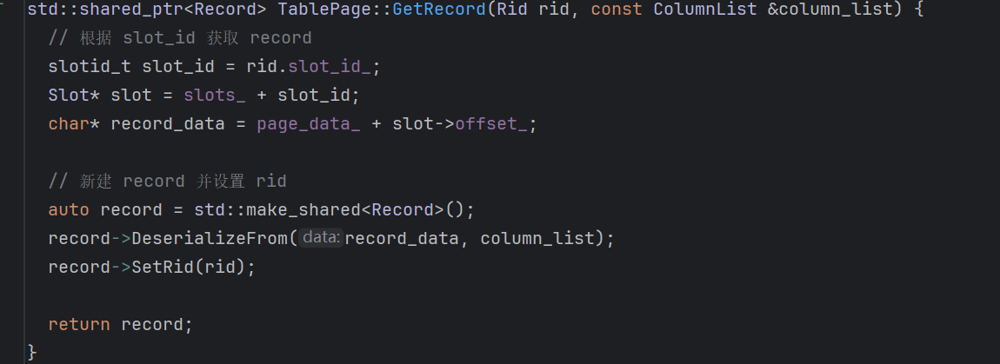 std::shared_ptr<Record> TablePage::GetRecord(Rid rid, const ColumnList &column_list) {
  // 根据 slot_id 获取 record
  slotid_t slot_id = rid.slot_id_;
  Slot* slot = slots_ + slot_id;
  char* record_data = page_data_ + slot->offset_;

  // 新建 record 并设置 rid
  auto record = std::make_shared<Record>();
  record->DeserializeFrom(data: record_data, column_list);
  record->SetRid(rid);

  return record;
}